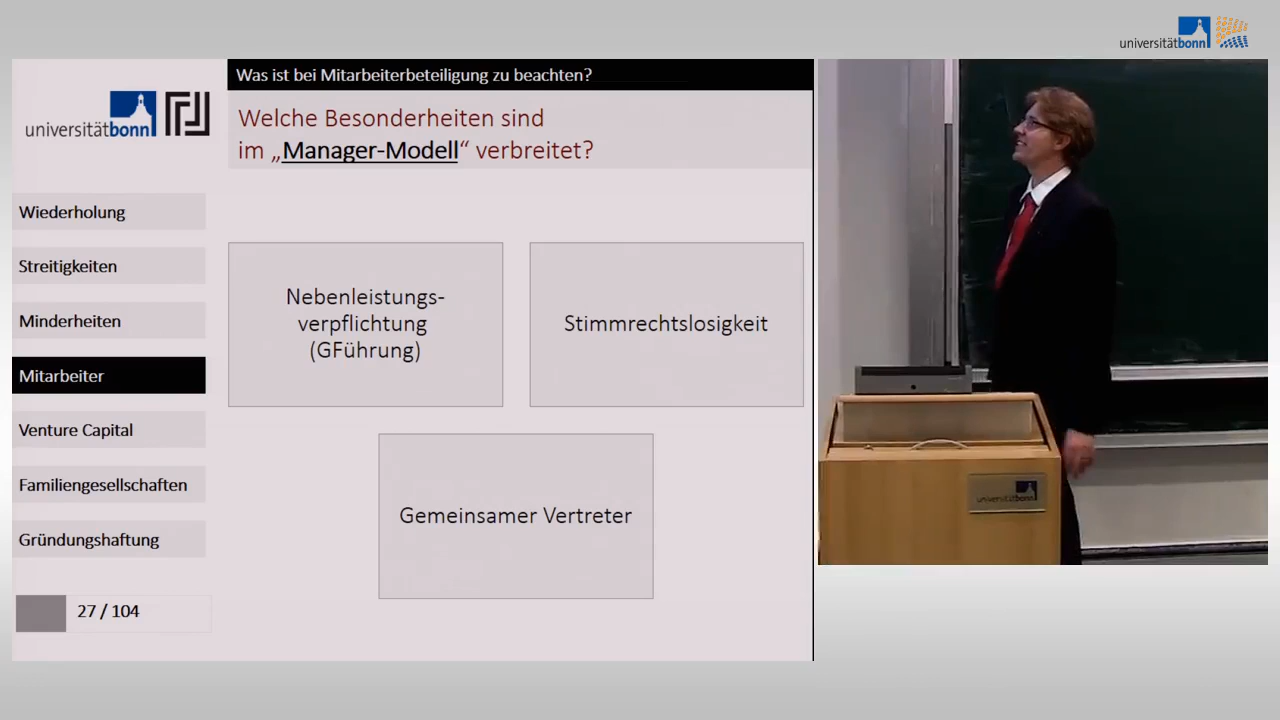 universitätbonn
Was ist bei Mitarbeiterbeteiligung zu beachten?
universitätbonn
Welche Besonderheiten sind
im „Manager-Modell“ verbreitet?
Wiederholung
Streitigkeiten
Minderheiten
Mitarbeiter
Venture Capital
Familiengesellschaften
Gründungshaftung
27 / 104
Nebenleistungs-
verpflichtung
(GFührung)
Stimmrechtslosigkeit
Gemeinsamer Vertreter
universitätbonn